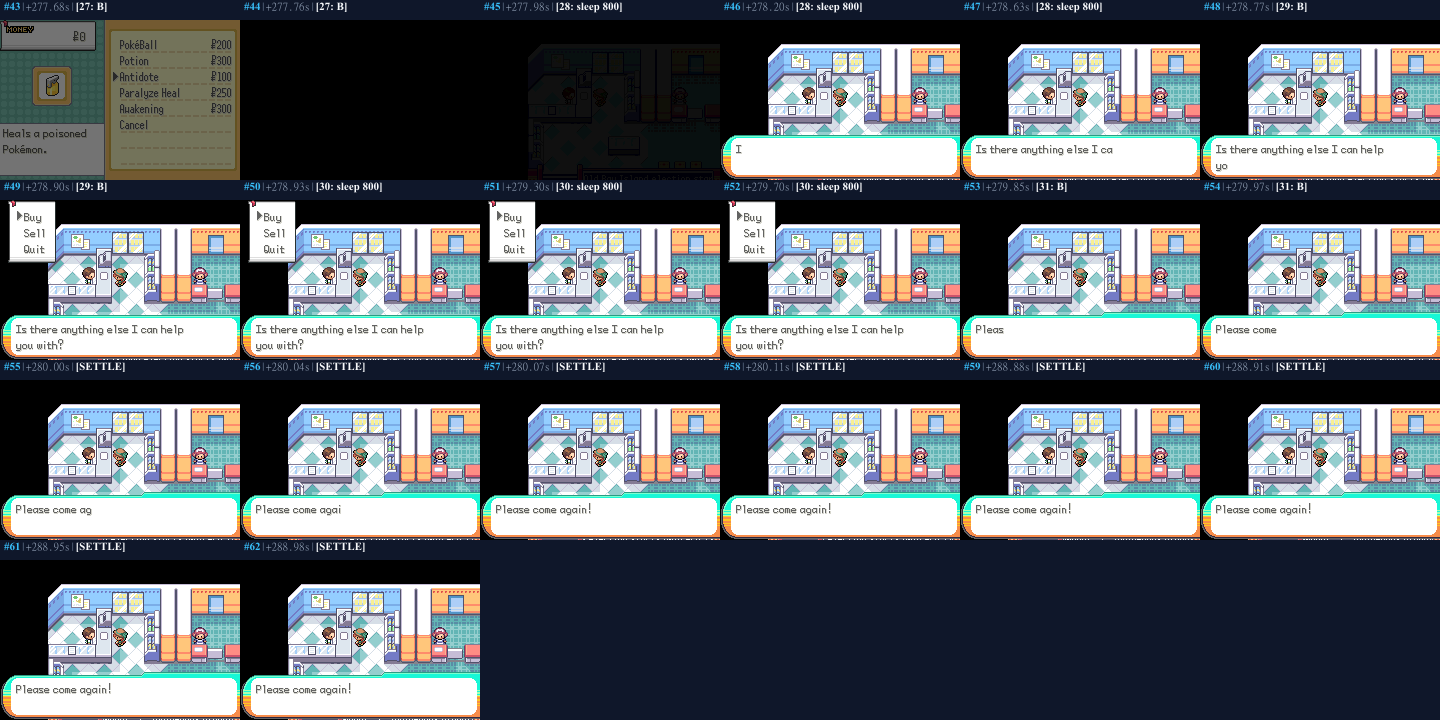 #43|+277.68s| [27: B]
#44|+277.76s| [27: B]
#45|+277.98s| [28: sleep 800]
#46|+278.20s| [28: sleep 800]
#47|+278.63s| [28: sleep 800]
#48|+278.77s| [29: B]
MONEY
₽0
PokéBall ₽200
Potion ₽300
Antidote ₽100
Paralyze Heal ₽250
Awakening ₽300
Cancel
Heals a poisoned
Pokémon.
I
Is there anything else I ca
Is there anything else I can help
yo
#49|+278.90s| [29: B]
#50|+278.93s| [30: sleep 800]
#51|+279.30s| [30: sleep 800]
#52|+279.70s| [30: sleep 800]
#53|+279.85s| [31: B]
#54|+279.97s| [31: B]
Buy
Sell
Quit
Is there anything else I can help
you with?
Buy
Sell
Quit
Is there anything else I can help
you with?
Buy
Sell
Quit
Is there anything else I can help
you with?
Buy
Sell
Quit
Is there anything else I can help
you with?
Pleas
Please come
#55|+280.00s| [SETTLE]
#56|+280.04s| [SETTLE]
#57|+280.07s| [SETTLE]
#58|+280.11s| [SETTLE]
#59|+288.88s| [SETTLE]
#60|+288.91s| [SETTLE]
Please come ag
Please come agai
Please come again!
Please come again!
Please come again!
Please come again!
#61|+288.95s| [SETTLE]
#62|+288.98s| [SETTLE]
Please come again!
Please come again!